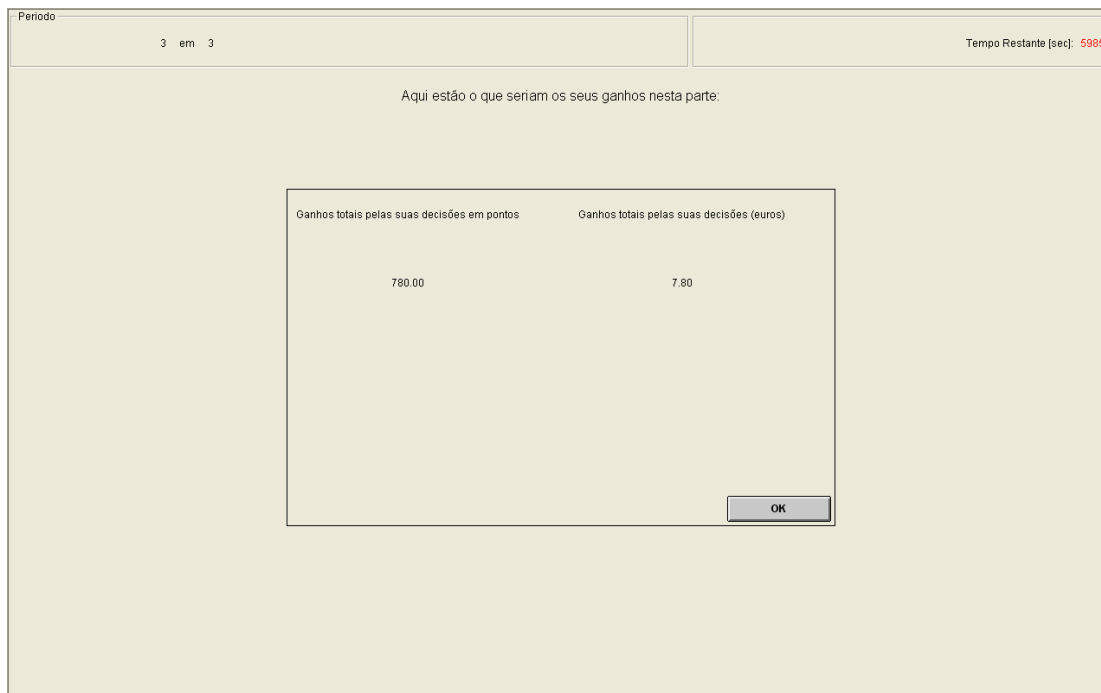 Periodo
3 em 3
Tempo Restante [sec]: 5985
Aqui estão o que seriam os seus ganhos nesta parte:
Ganhos totais pelas suas decisões em pontos Ganhos totais pelas suas decisões (euros)
780.00 7.80
OK